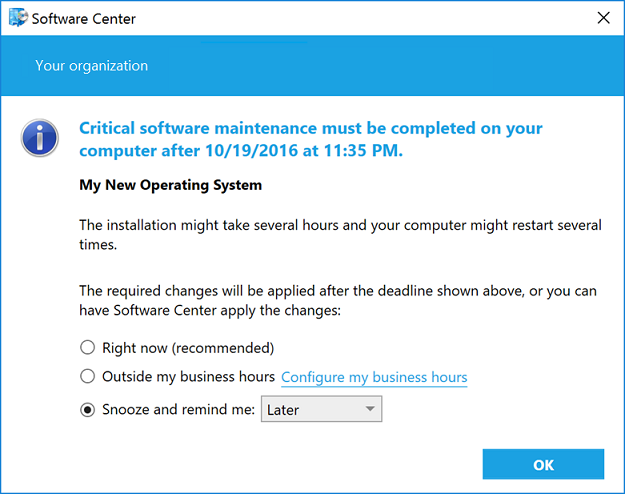 Software Center
Your organization
Critical software maintenance must be completed on your
computer after 10/19/2016 at 11:35 PM.
My New Operating System
The installation might take several hours and your computer might restart several
times.
The required changes will be applied after the deadline shown above, or you can
have Software Center apply the changes:
Right now (recommended)
Outside my business hours Configure my business hours
Snooze and remind me: Later
OK